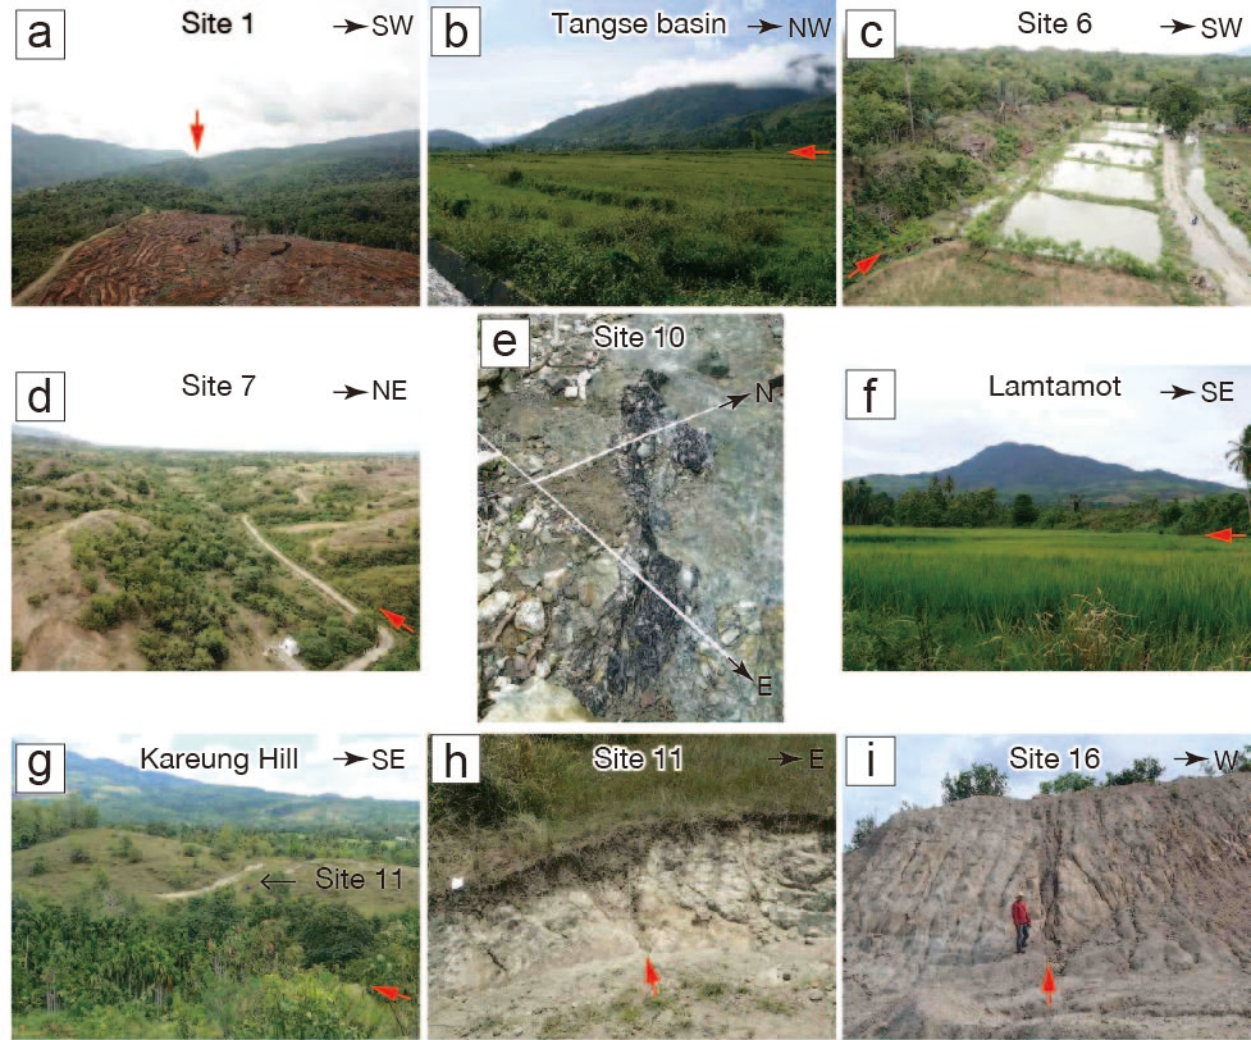 a Site 1 → SW
b Tangse basin → NW
c Site 6 → SW
d Site 7 → NE
e Site 10
N
E
f Lamtamot → SE
g Kareung Hill → SE
← Site 11
h Site 11 → E
i Site 16 → W